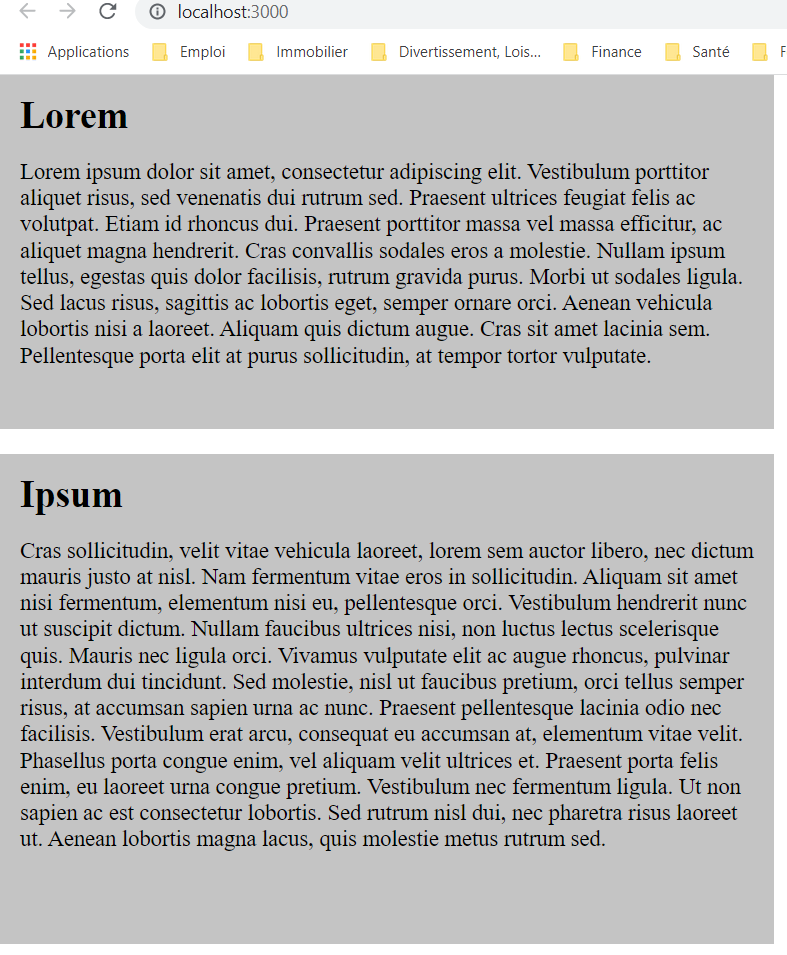 localhost:3000
Applications Emploi Immobilier Divertissement, Lois... Finance Santé F
Lorem
Lorem ipsum dolor sit amet, consectetur adipiscing elit. Vestibulum porttitor
aliquet risus, sed venenatis dui rutrum sed. Praesent ultrices feugiat felis ac
volutpat. Etiam id rhoncus dui. Praesent porttitor massa vel massa efficitur, ac
aliquet magna hendrerit. Cras convallis sodales eros a molestie. Nullam ipsum
tellus, egestas quis dolor facilisis, rutrum gravida purus. Morbi ut sodales ligula.
Sed lacus risus, sagittis ac lobortis eget, semper ornare orci. Aenean vehicula
lobortis nisi a laoreet. Aliquam quis dictum augue. Cras sit amet lacinia sem.
Pellentesque porta elit at purus sollicitudin, at tempor tortor vulputate.
Ipsum
Cras sollicitudin, velit vitae vehicula laoreet, lorem sem auctor libero, nec dictum
mauris justo at nisl. Nam fermentum vitae eros in sollicitudin. Aliquam sit amet
nisi fermentum, elementum nisi eu, pellentesque orci. Vestibulum hendrerit nunc
ut suscipit dictum. Nullam faucibus ultrices nisi, non luctus lectus scelerisque
quis. Mauris nec ligula orci. Vivamus vulputate elit ac augue rhoncus, pulvinar
interdum dui tincidunt. Sed molestie, nisl ut faucibus pretium, orci tellus semper
risus, at accumsan sapien urna ac nunc. Praesent pellentesque lacinia odio nec
facilisis. Vestibulum erat arcu, consequat eu accumsan at, elementum vitae velit.
Phasellus porta congue enim, vel aliquam velit ultrices et. Praesent porta felis
enim, eu laoreet urna congue pretium. Vestibulum nec fermentum ligula. Ut non
sapien ac est consectetur lobortis. Sed rutrum nisl dui, nec pharetra risus laoreet
ut. Aenean lobortis magna lacus, quis molestie metus rutrum sed.